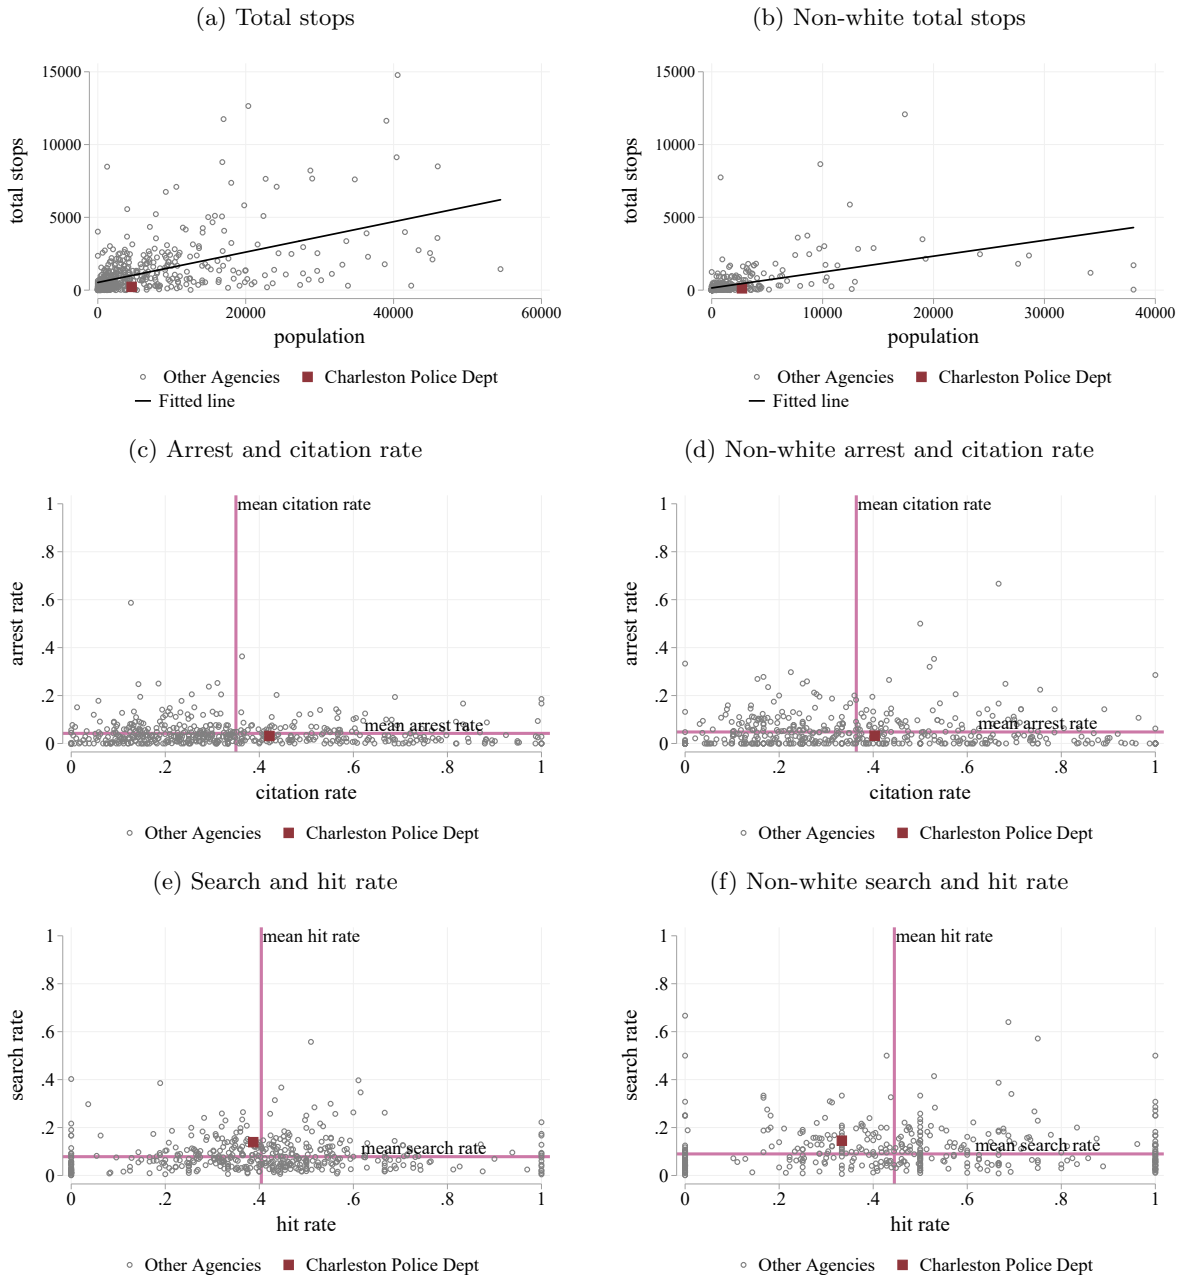 (a) Total stops
15000
10000
5000
0
total stops
0 20000 40000 60000
population
Other Agencies Charleston Police Dept
Fitted line
(b) Non-white total stops
15000
10000
5000
0
total stops
0 10000 20000 30000 40000
population
Other Agencies Charleston Police Dept
Fitted line
(c) Arrest and citation rate
mean citation rate
1
.8
.6
.4
.2
0
arrest rate
mean arrest rate
0 .2 .4 .6 .8 1
citation rate
Other Agencies Charleston Police Dept
(d) Non-white arrest and citation rate
mean citation rate
1
.8
.6
.4
.2
0
arrest rate
mean arrest rate
0 .2 .4 .6 .8 1
citation rate
Other Agencies Charleston Police Dept
(e) Search and hit rate
mean hit rate
1
.8
.6
.4
.2
0
search rate
mean search rate
0 .2 .4 .6 .8 1
hit rate
Other Agencies Charleston Police Dept
(f) Non-white search and hit rate
mean hit rate
1
.8
.6
.4
.2
0
search rate
mean search rate
0 .2 .4 .6 .8 1
hit rate
Other Agencies Charleston Police Dept